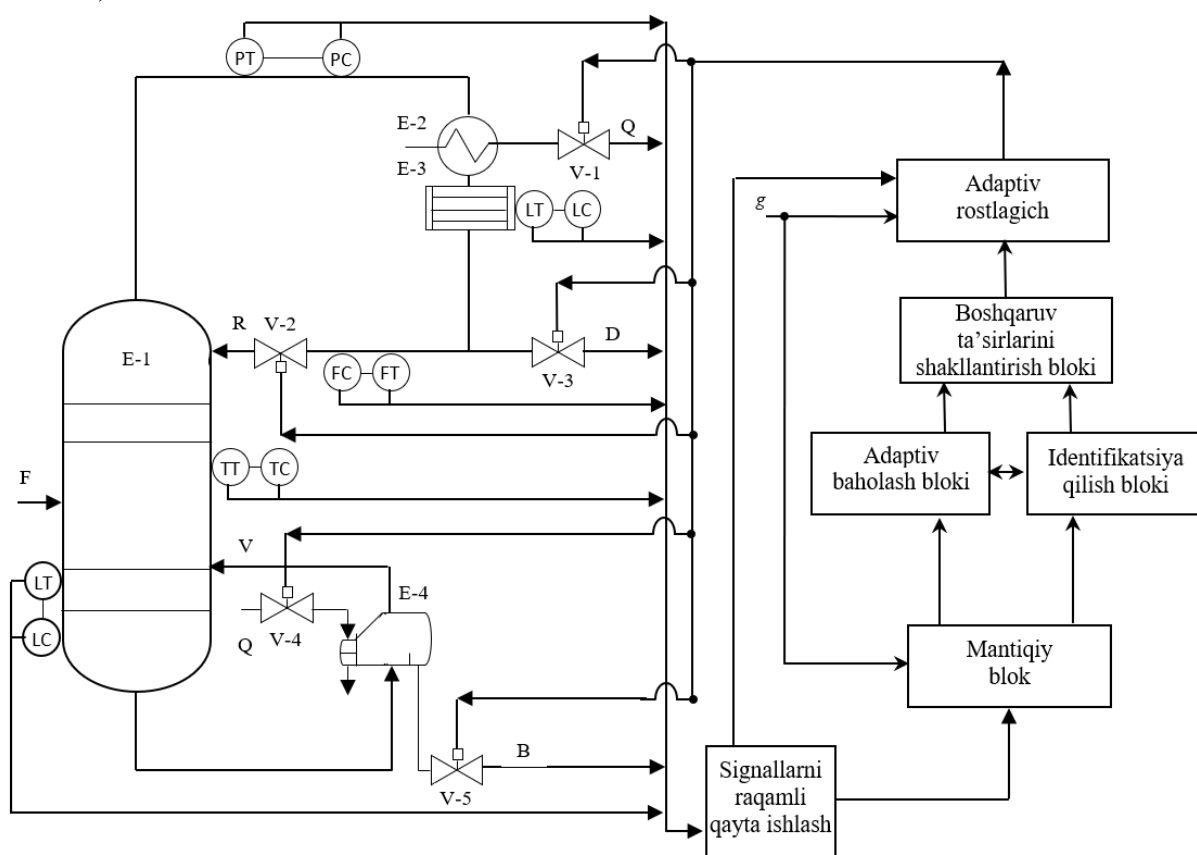 PT
PC
E-2
Q
E-3
V-1
LT
LC
Adaptiv
rostlagich
g
R
V-2
D
E-1
V-3
FC
FT
Boshqaruv
ta’sirlarini
shakllantirish bloki
TT
TC
F
Adaptiv
baholash bloki
Identifikatsiya
qilish bloki
V
E-4
LT
LC
Q
V-4
Mantiqiy
blok
B
V-5
Signallarni
raqamli
qayta ishlash